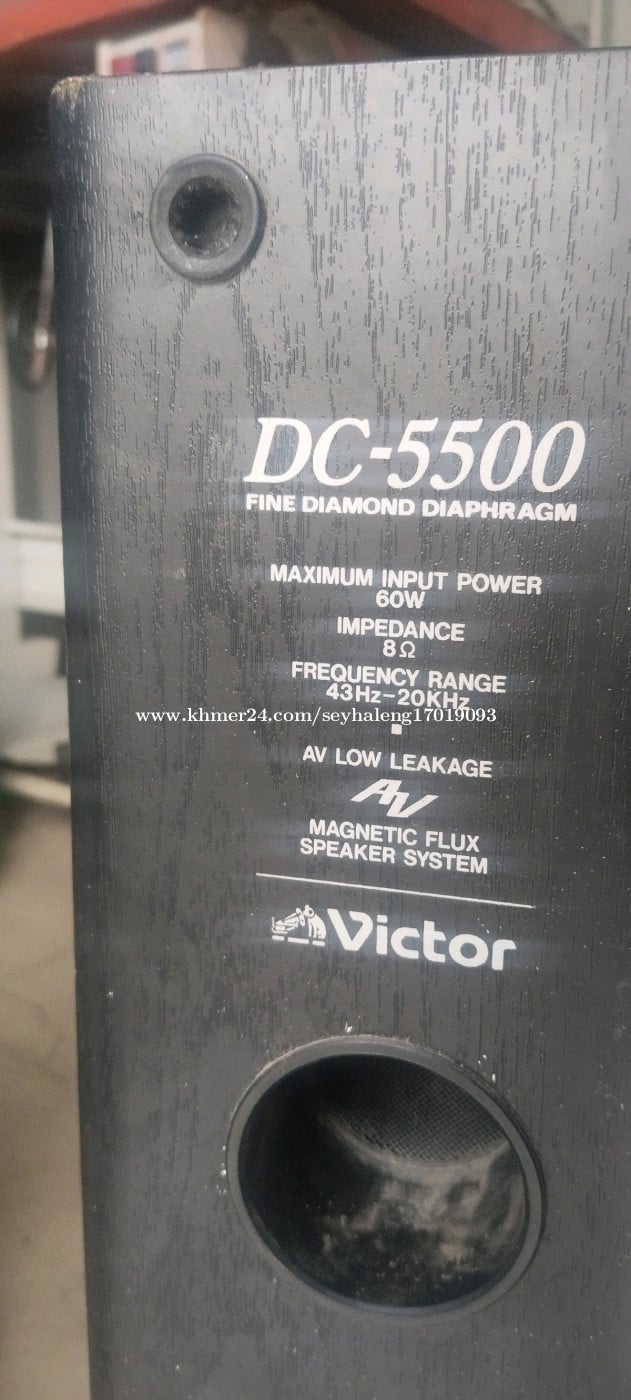 DC-5500
FINE DIAMOND DIAPHRAGM
MAXIMUM INPUT POWER
60W
IMPEDANCE
8Ω
FREQUENCY RANGE
43Hz-20KHz
www.khmer24.com/seyhaleng17019093
AV LOW LEAKAGE
AV
MAGNETIC FLUX
SPEAKER SYSTEM
Victor